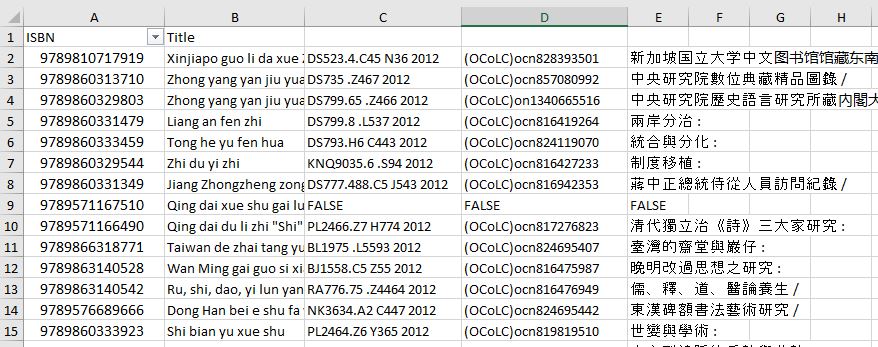 A B C D E F G H
1 ISBN Title
2 9789810717919 Xinjiapo guo li da xue DS523.4.C45 N36 2012 (OCoLC)ocn828393501 新加坡国立大学中文图书馆馆藏东南
3 9789860313710 Zhong yang yan jiu yua DS735 .Z467 2012 (OCoLC)ocn857080992 中央研究院數位典藏精品圖錄 /
4 9789860329803 Zhong yang yan jiu yua DS799.65 .Z466 2012 (OCoLC)on1340665516 中央研究院歷史語言研究所藏内閣大
5 9789860331479 Liang an fen zhi DS799.8 .L537 2012 (OCoLC)ocn816419264 兩岸分治 :
6 9789860333459 Tong he yu fen hua DS793.H6 C443 2012 (OCoLC)ocn824119070 統合與分化 :
7 9789860329544 Zhi du yi zhi KNQ9035.6 .S94 2012 (OCoLC)ocn816427233 制度移植 :
8 9789860331349 Jiang Zhongzheng zong DS777.488.C5 J543 2012 (OCoLC)ocn816942353 蔣中正總統侍從人員訪問紀錄 /
9 9789571167510 Qing dai xue shu gai lu FALSE FALSE FALSE
10 9789571166490 Qing dai du li zhi "Shi" PL2466.Z7 H774 2012 (OCoLC)ocn817276823 清代獨立治《詩》三大家研究 :
11 9789866318771 Taiwan de zhai tang yu BL1975 .L5593 2012 (OCoLC)ocn824695407 臺灣的齋堂與巖仔 :
12 9789863140528 Wan Ming gai guo si xia BJ1558.C5 Z55 2012 (OCoLC)ocn816475987 晚明改過思想之研究 :
13 9789863140542 Ru, shi, dao, yi lun yan RA776.75 .Z4464 2012 (OCoLC)ocn816476949 儒、釋、道、醫論養生 /
14 9789576689666 Dong Han bei e shu fa NK3634.A2 C447 2012 (OCoLC)ocn824695442 東漢碑額書法藝術研究 /
15 9789860333923 Shi bian yu xue shu PL2464.Z6 Y365 2012 (OCoLC)ocn819819510 世變與學術 :